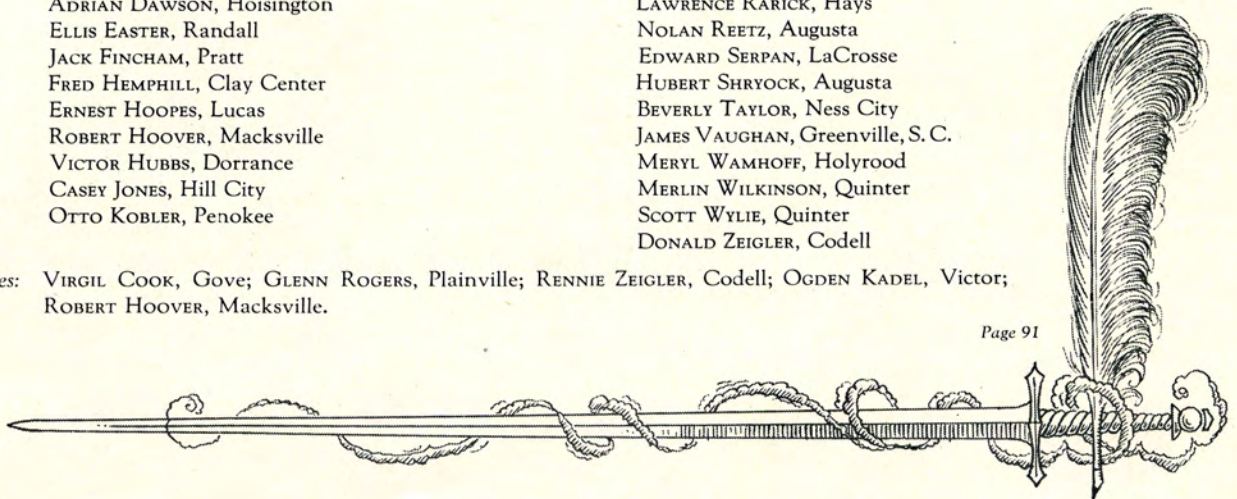 ADRIAN DAWSON, Hoisington
ELLIS EASTER, Randall
JACK FINCHAM, Pratt
FRED HEMPHILL, Clay Center
ERNEST HOOPES, Lucas
ROBERT HOOVER, Macksville
VICTOR HUBBS, Dorrance
CASEY JONES, Hill City
OTTO KOBLER, Penokee
LAWRENCE KARICK, Hays
NOLAN REETZ, Augusta
EDWARD SERPAN, LaCrosse
HUBERT SHRYOCK, Augusta
BEVERLY TAYLOR, Ness City
JAMES VAUGHAN, Greenville, S. C.
MERYL WAMHOFF, Holyrood
MERLIN WILKINSON, Quinter
SCOTT WYLIE, Quinter
DONALD ZEIGLER, Codell
es: VIRGIL COOK, Gove; GLENN ROGERS, Plainville; RENNIE ZEIGLER, Codell; OGDEN KADEL, Victor;
ROBERT HOOVER, Macksville.
Page 91